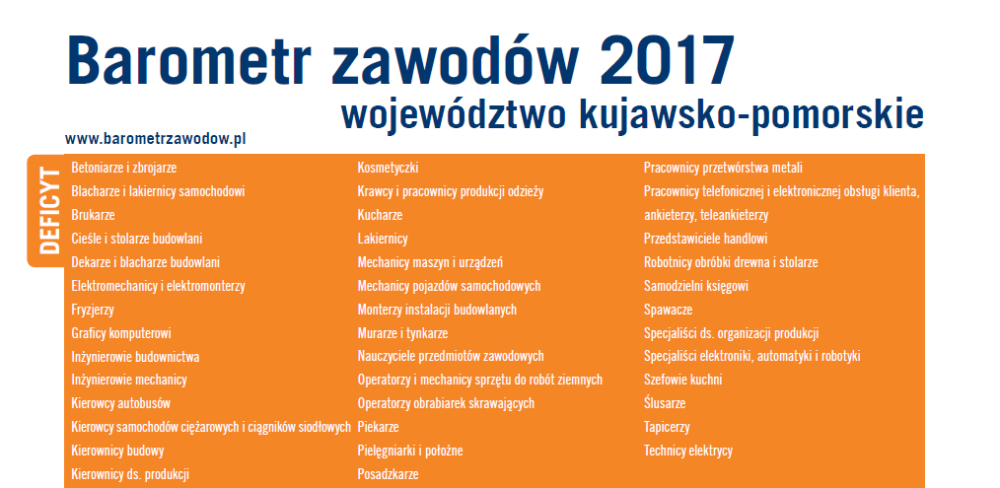 Barometr zawodów 2017
województwo kujawsko-pomorskie
www.barometrzawodow.pl
DEFICYT
Betoniarze i zbrojarze
Blacharze i lakiernicy samochodowi
Brukarze
Cieśle i stolarze budowlani
Dekarze i blacharze budowlani
Elektromechanicy i elektromonterzy
Fryzjerzy
Graficy komputerowi
Inżynierowie budownictwa
Inżynierowie mechanicy
Kierowcy autobusów
Kierowcy samochodów ciężarowych i ciągników siodłowych
Kierownicy budowy
Kierownicy ds. produkcji
Kosmetyczki
Krawcy i pracownicy produkcji odzieży
Kucharze
Lakiernicy
Mechanicy maszyn i urządzeń
Mechanicy pojazdów samochodowych
Monterzy instalacji budowlanych
Murarze i tynkarze
Nauczyciele przedmiotów zawodowych
Operatorzy i mechanicy sprzętu do robót ziemnych
Operatorzy obrabiarek skrawających
Piekarze
Pielęgniarki i położne
Posadzkarze
Pracownicy przetwórstwa metali
Pracownicy telefonicznej i elektronicznej obsługi klienta,
ankieterzy, teleankieterzy
Przedstawiciele handlowi
Robotnicy obróbki drewna i stolarze
Samodzielni księgowi
Spawacze
Specjaliści ds. organizacji produkcji
Specjaliści elektroniki, automatyki i robotyki
Szefowie kuchni
Ślusarze
Tapicerzy
Technicy elektrycy